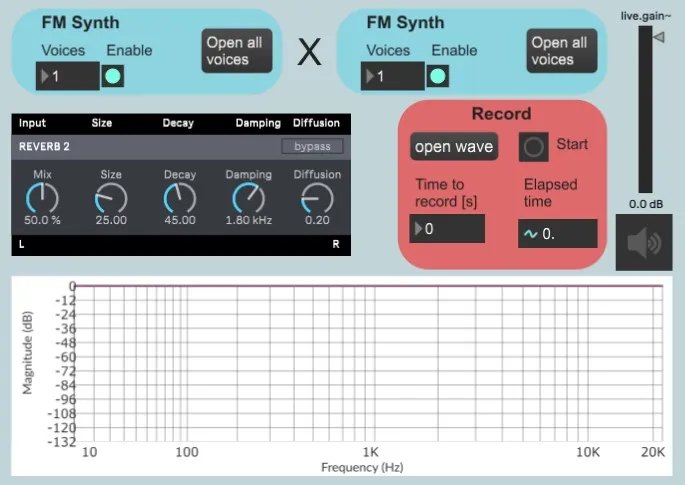 FM Synth
Voices Enable
1
Open all
voices
X
FM Synth
Voices Enable
1
Open all
voices
live.gain~
0.0 dB
Input Size Decay Damping Diffusion
REVERB 2 bypass
Mix Size Decay Damping Diffusion
50.0 % 25.00 45.00 1.80 kHz 0.20
L R
Record
open wave Start
Time to
record [s]
0
Elapsed
time
0.
Magnitude (dB)
0
-12
-24
-36
-48
-60
-72
-84
-96
-108
-120
-132
10 100 1K 10K 20K
Frequency (Hz)